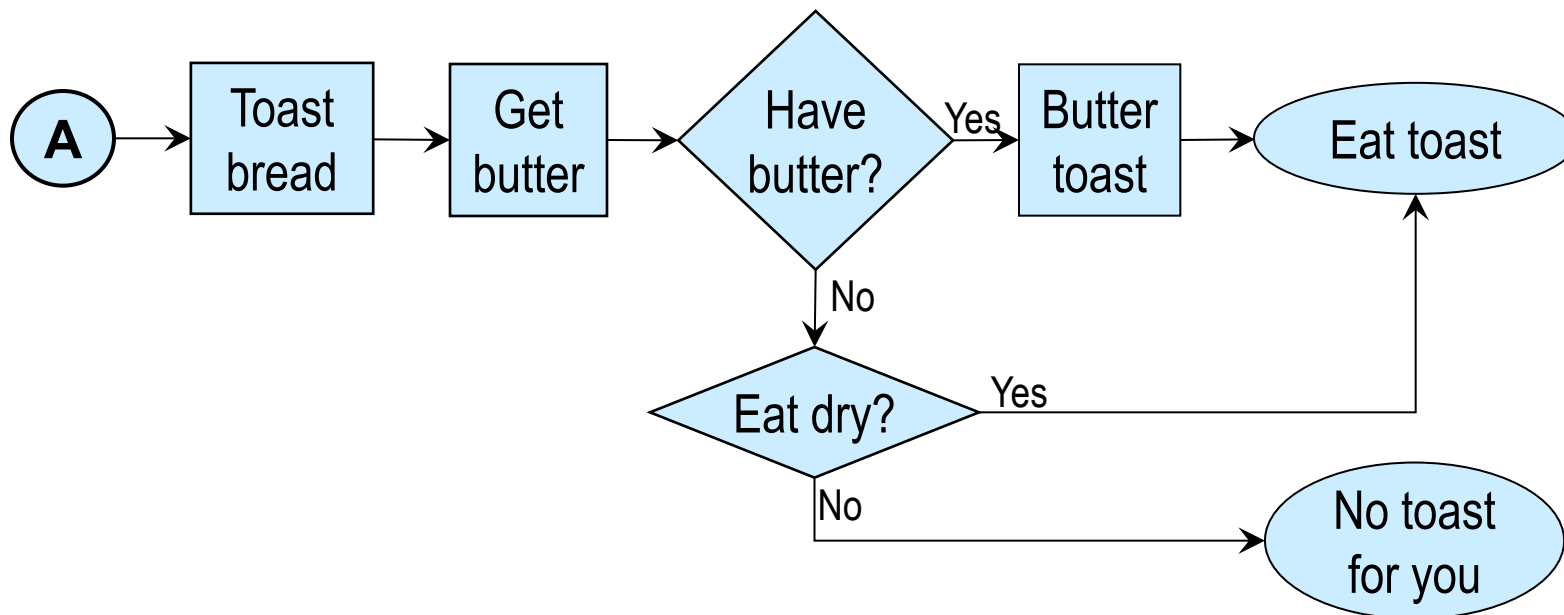 A
Toast
bread
Get
butter
Have
butter?
Yes
Butter
toast
Eat toast
No
Eat dry?
Yes
No
No toast
for you